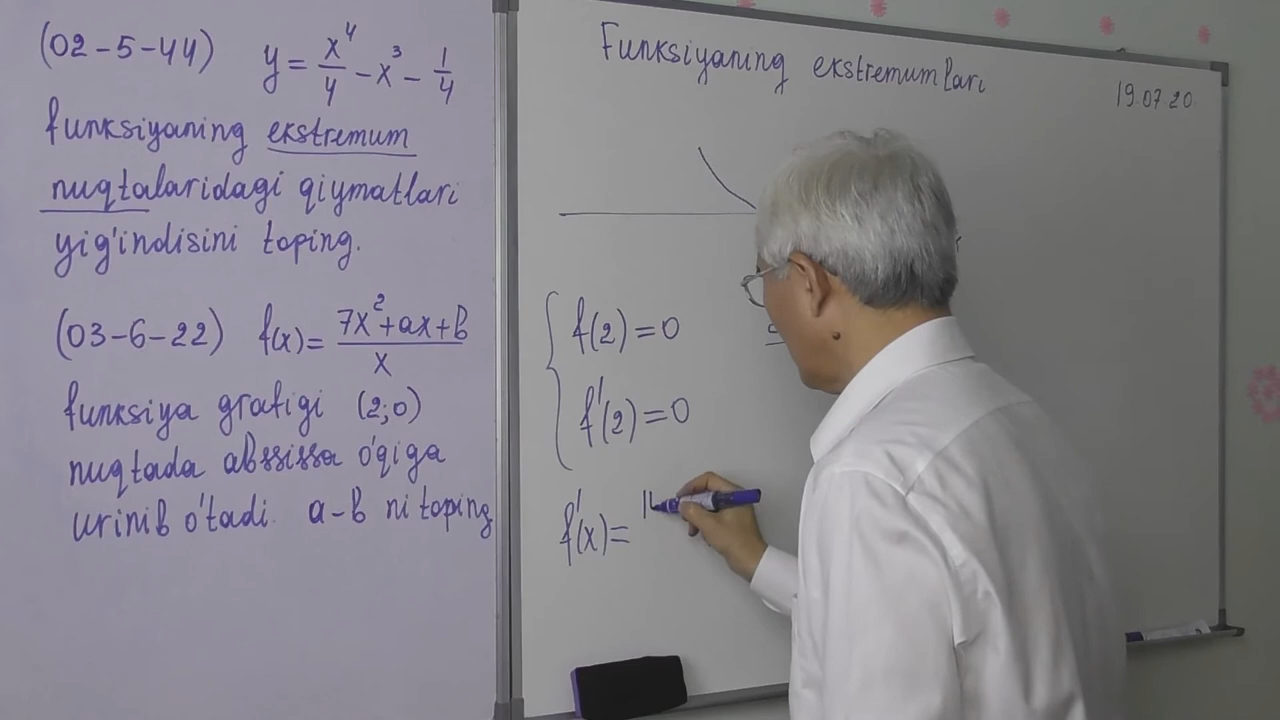 (02-5-44) y = x⁴/4 - x³ - 1/4
funksiyaning ekstremum
nuqtalaridagi qiymatlari
yig'indisini toping.
(03-6-22) f(x) = (7x²+ax+b)/x
funksiya grafigi (2;0)
nuqtada abssissa o'qiga
urinib o'tadi. a-b ni toping
Funksiyaning ekstremumlari
19.07.20
f(2)=0
f'(2)=0
f'(x)=